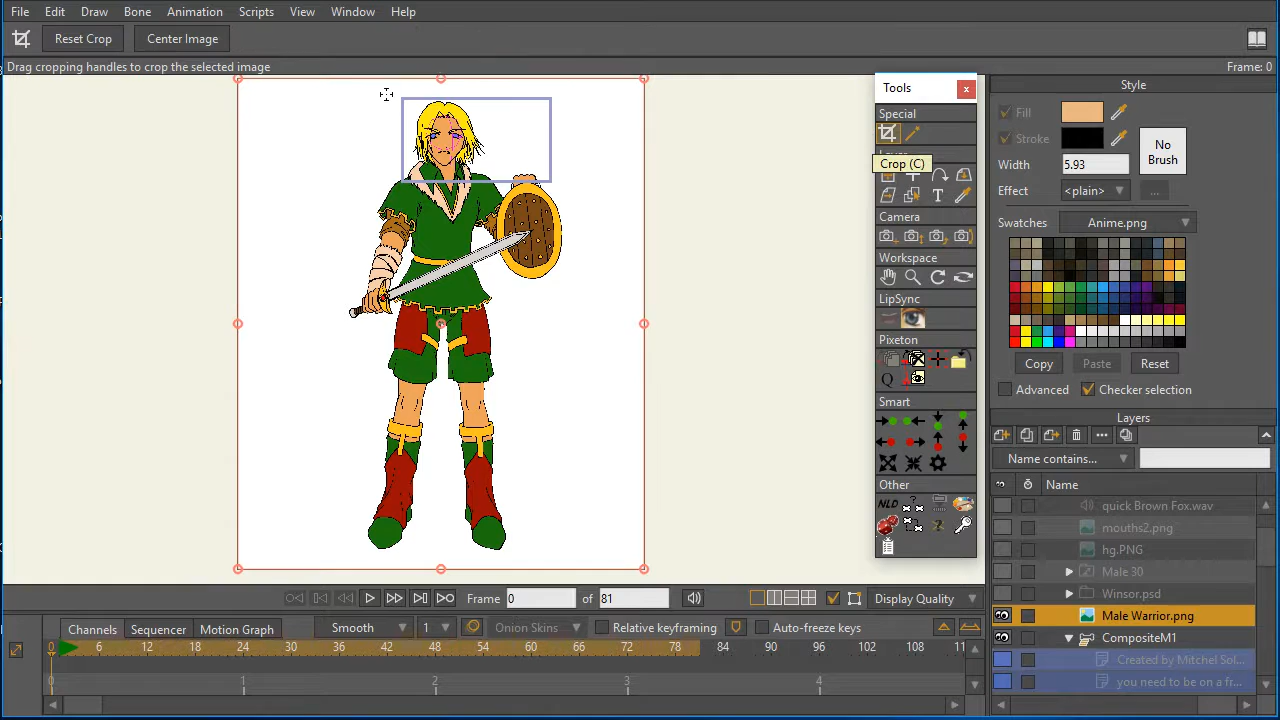 File Edit Draw Bone Animation Scripts View Window Help
Reset Crop Center Image
Drag cropping handles to crop the selected image Frame: 0
Tools x
Special
Crop (C)
T
Camera
Workspace
LipSync
Pixeton
Q
Smart
Other
NLD
Style
Fill
Stroke
No Brush
Width 5.93
Effect <plain> ...
Swatches Anime.png
Copy Paste Reset
Advanced Checker selection
Layers
Name contains...
Name
quick Brown Fox.wav
mouths2.png
hg.PNG
Male 30
Winsor.psd
Male Warrior.png
CompositeM1
Created by Mitchel Sol...
you need to be on a fr...
Frame 0 of 81 Display Quality
Channels Sequencer Motion Graph Smooth 1 Onion Skins Relative keyframing Auto-freeze keys
0 6 12 18 24 30 36 42 48 54 60 66 72 78 84 90 96 102 108 11
0 1 2 3 4